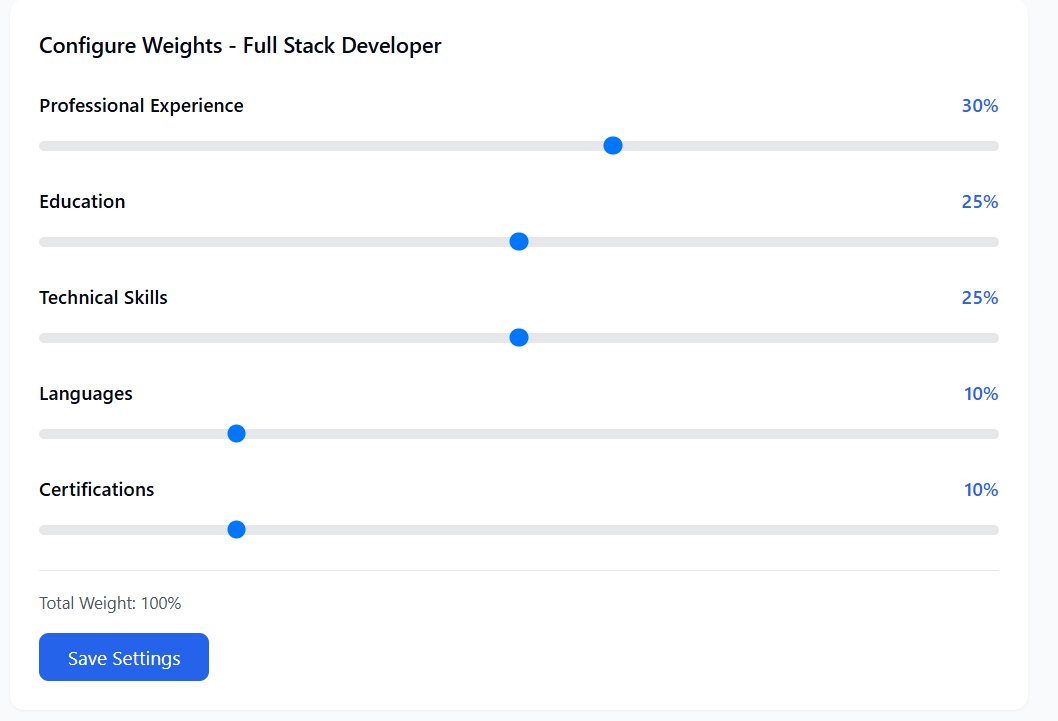 Configure Weights - Full Stack Developer
Professional Experience 30%
Education 25%
Technical Skills 25%
Languages 10%
Certifications 10%
Total Weight: 100%
Save Settings